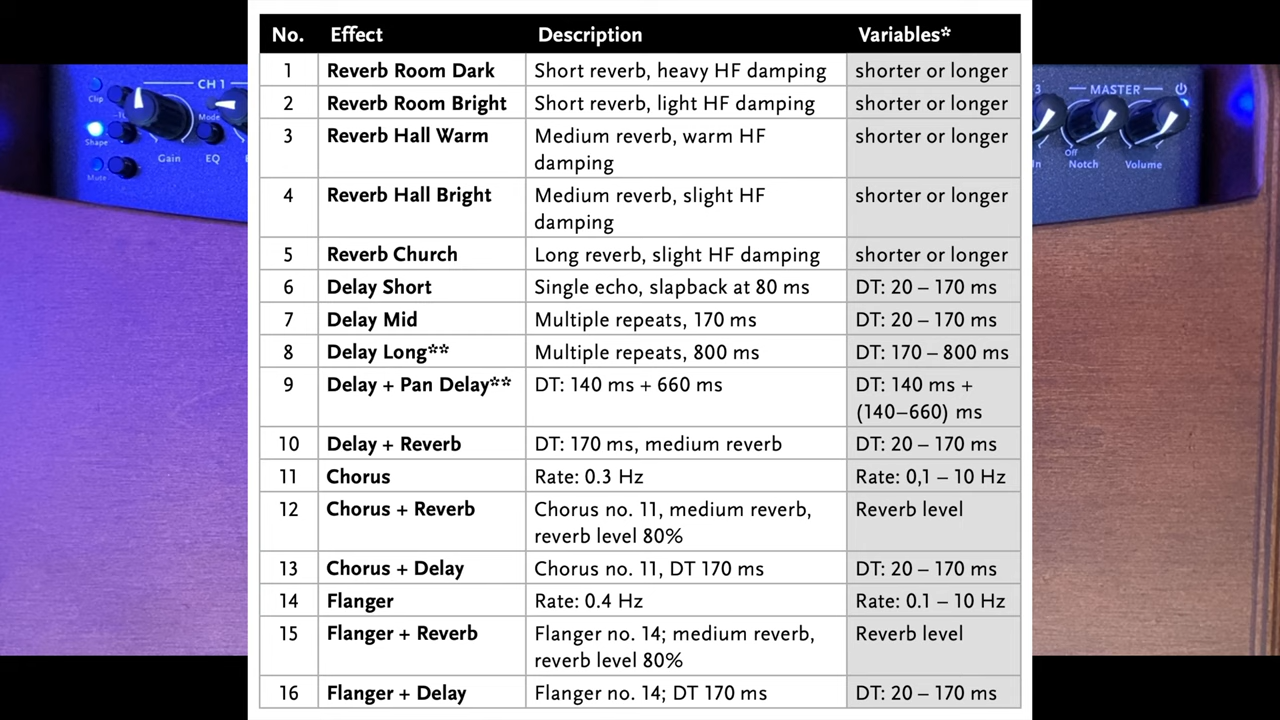 No. Effect Description Variables*
1 Reverb Room Dark Short reverb, heavy HF damping shorter or longer
2 Reverb Room Bright Short reverb, light HF damping shorter or longer
3 Reverb Hall Warm Medium reverb, warm HF shorter or longer
damping
4 Reverb Hall Bright Medium reverb, slight HF shorter or longer
damping
5 Reverb Church Long reverb, slight HF damping shorter or longer
6 Delay Short Single echo, slapback at 80 ms DT: 20 – 170 ms
7 Delay Mid Multiple repeats, 170 ms DT: 20 – 170 ms
8 Delay Long** Multiple repeats, 800 ms DT: 170 – 800 ms
9 Delay + Pan Delay** DT: 140 ms + 660 ms DT: 140 ms +
(140–660) ms
10 Delay + Reverb DT: 170 ms, medium reverb DT: 20 – 170 ms
11 Chorus Rate: 0.3 Hz Rate: 0,1 – 10 Hz
12 Chorus + Reverb Chorus no. 11, medium reverb, Reverb level
reverb level 80%
13 Chorus + Delay Chorus no. 11, DT 170 ms DT: 20 – 170 ms
14 Flanger Rate: 0.4 Hz Rate: 0.1 – 10 Hz
15 Flanger + Reverb Flanger no. 14; medium reverb, Reverb level
reverb level 80%
16 Flanger + Delay Flanger no. 14; DT 170 ms DT: 20 – 170 ms
CH 1
Clip
Mode
Shape
Gain EQ
Mute
MASTER
Off
Notch Volume